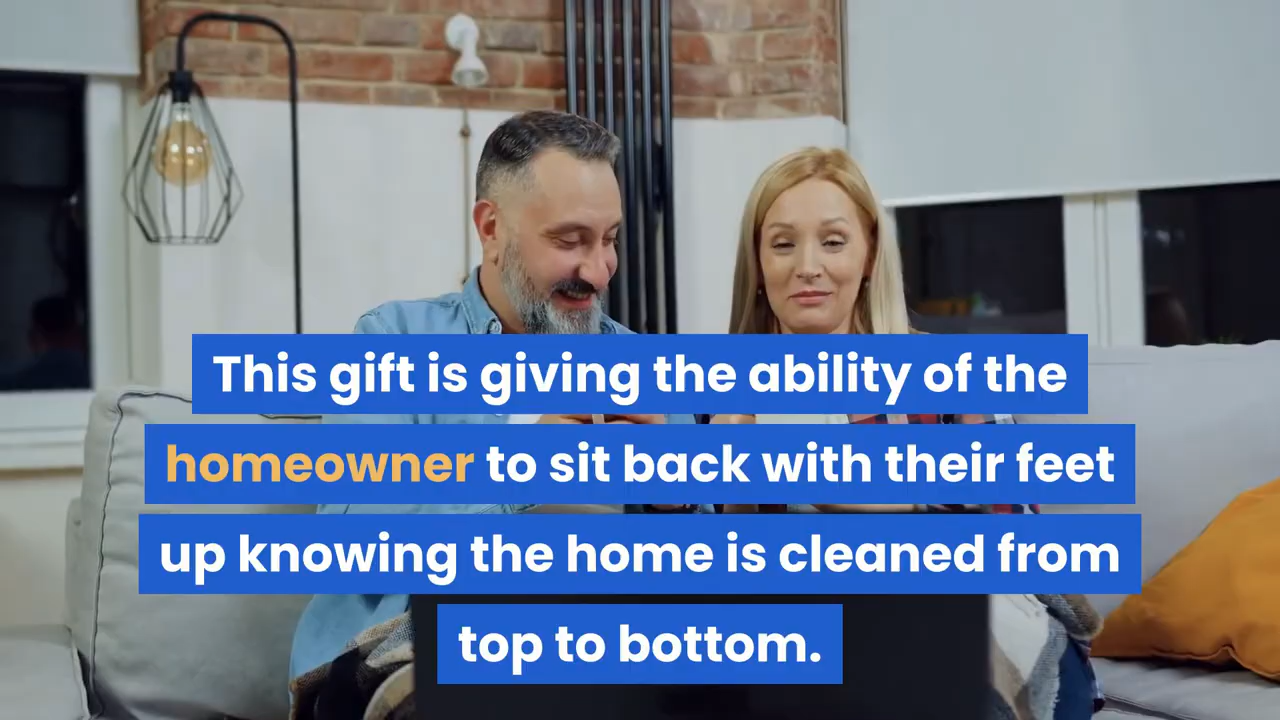 This gift is giving the ability of the
homeowner to sit back with their feet
up knowing the home is cleaned from
top to bottom.